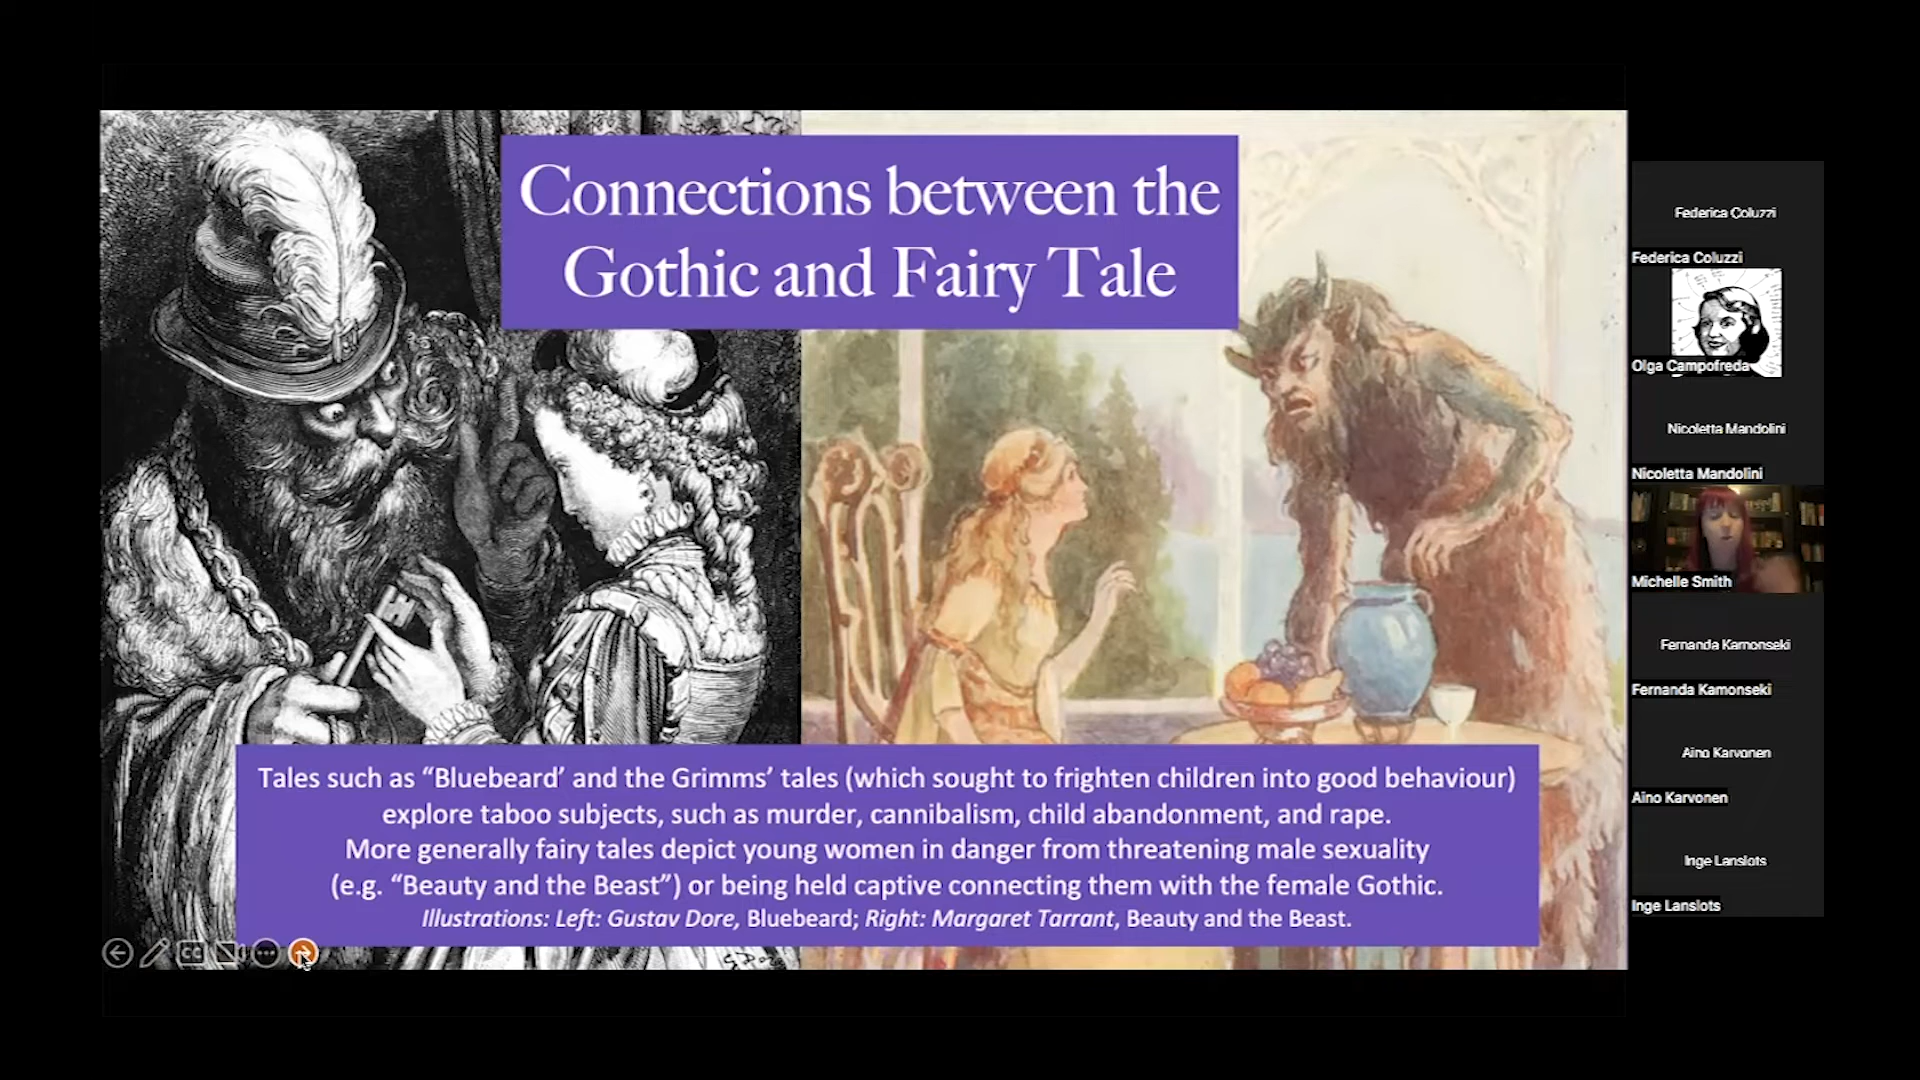 Connections between the
Gothic and Fairy Tale
Tales such as “Bluebeard’ and the Grimms’ tales (which sought to frighten children into good behaviour)
explore taboo subjects, such as murder, cannibalism, child abandonment, and rape.
More generally fairy tales depict young women in danger from threatening male sexuality
(e.g. “Beauty and the Beast”) or being held captive connecting them with the female Gothic.
Illustrations: Left: Gustav Dore, Bluebeard; Right: Margaret Tarrant, Beauty and the Beast.
CC
G Dore
Federica Coluzzi
Federica Coluzzi
Olga Campofreda
Nicoletta Mandolini
Nicoletta Mandolini
Michelle Smith
Fernanda Kamonseki
Fernanda Kamonseki
Aino Karvonen
Aino Karvonen
Inge Lanslots
Inge Lanslots